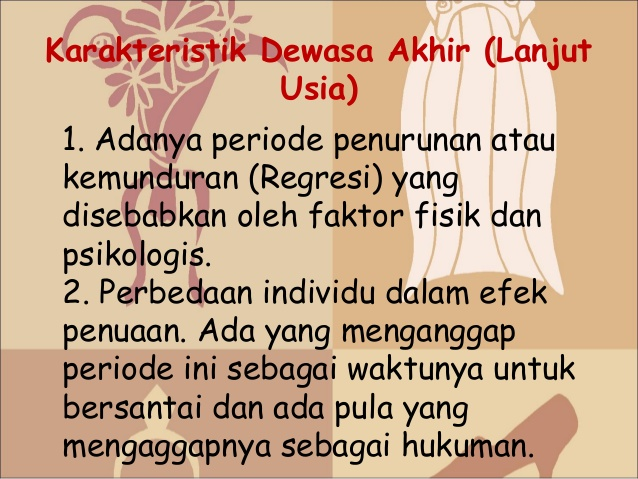 Karakteristik Dewasa Akhir (Lanjut
Usia)
1. Adanya periode penurunan atau
kemunduran (Regresi) yang
disebabkan oleh faktor fisik dan
psikologis.
2. Perbedaan individu dalam efek
penuaan. Ada yang menganggap
periode ini sebagai waktunya untuk
bersantai dan ada pula yang
mengaggapnya sebagai hukuman.